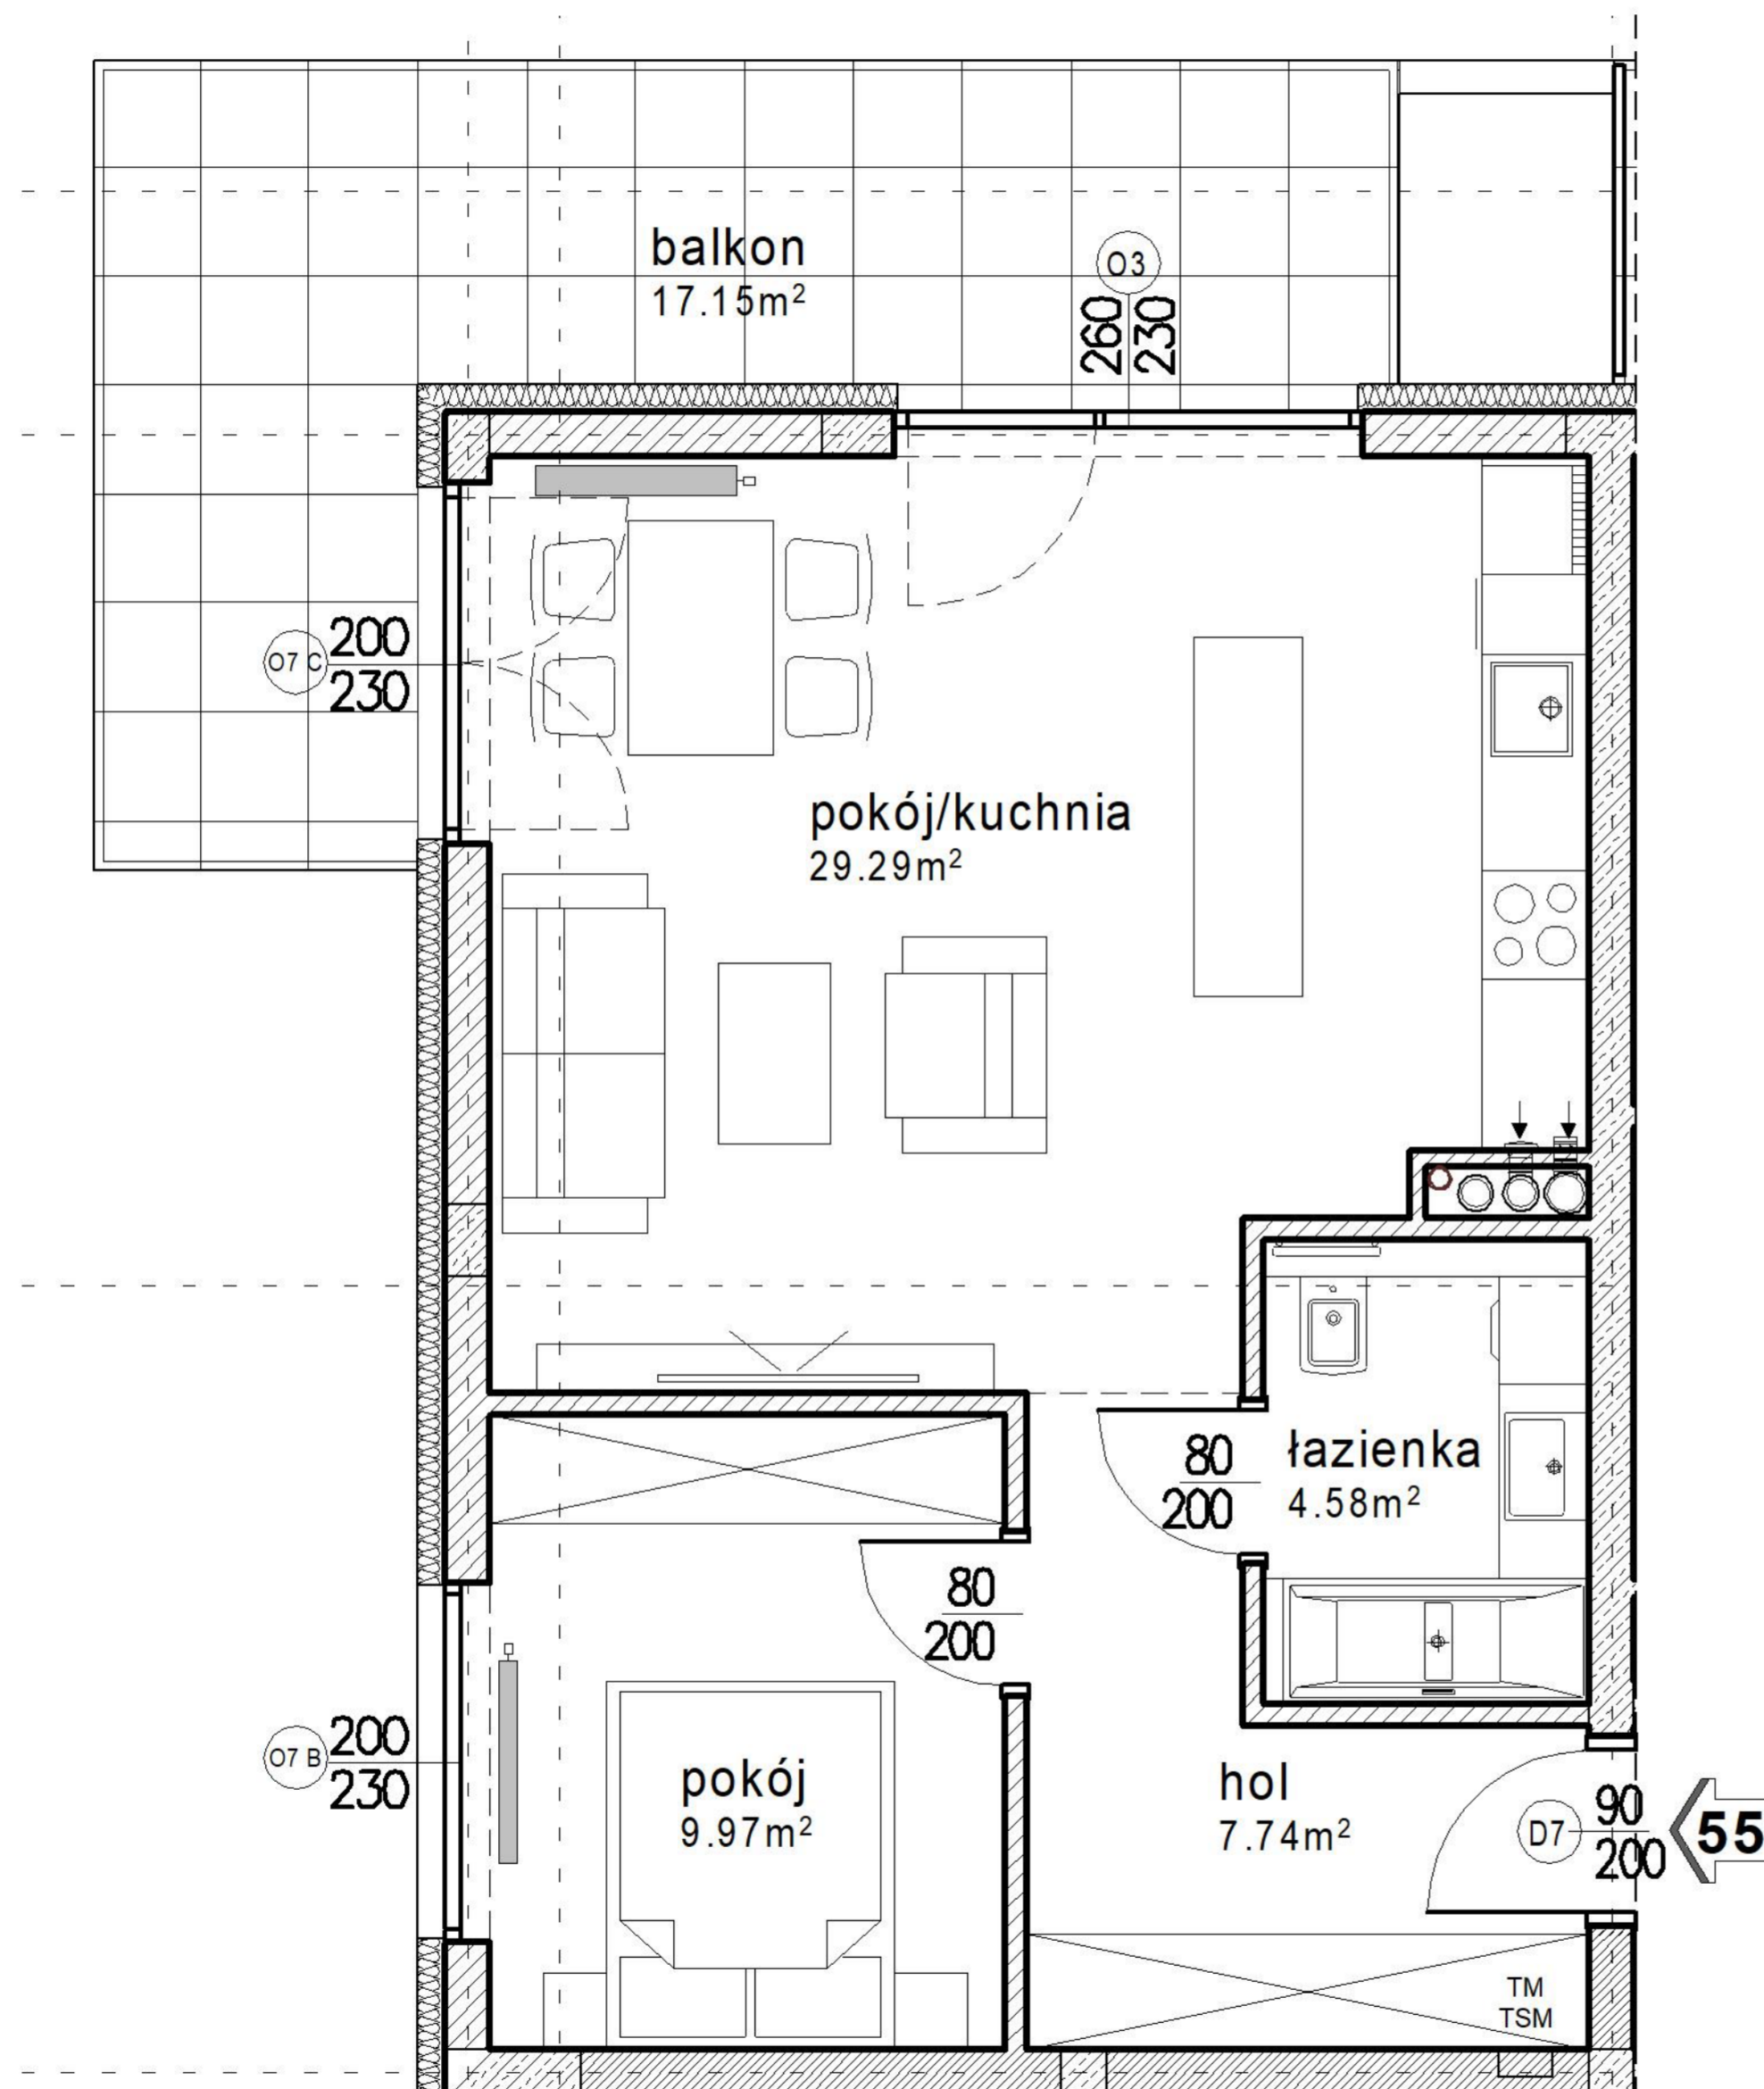 balkon
17.15m²
O3
260
230
O7 C
200
230
pokój/kuchnia
29.29m²
80
200
łazienka
4.58m²
80
200
O7 B
200
230
pokój
9.97m²
hol
7.74m²
D7
90
200
55
TM
TSM